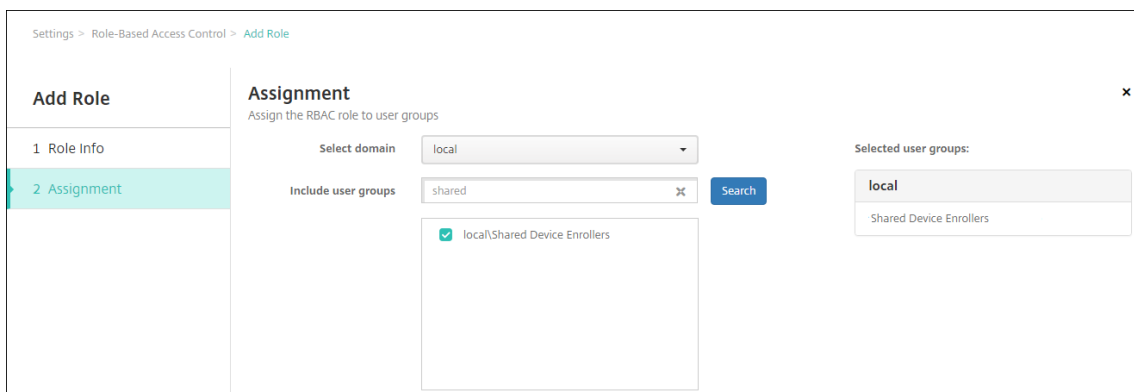 Settings > Role-Based Access Control > Add Role
Add Role
1 Role Info
2 Assignment
Assignment
Assign the RBAC role to user groups
Select domain local
Include user groups shared Search
local\Shared Device Enrollers
Selected user groups:
local
Shared Device Enrollers